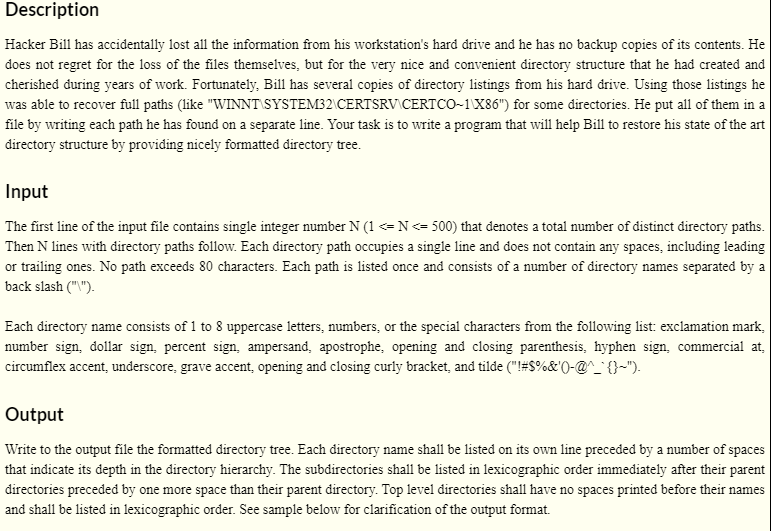 Description
Hacker Bill has accidentally lost all the information from his workstation's hard drive and he has no backup copies of its contents. He
does not regret for the loss of the files themselves, but for the very nice and convenient directory structure that he had created and
cherished during years of work. Fortunately, Bill has several copies of directory listings from his hard drive. Using those listings he
was able to recover full paths (like "WINNT\SYSTEM32\CERTSRV\CERTCO~1\X86") for some directories. He put all of them in a
file by writing each path he has found on a separate line. Your task is to write a program that will help Bill to restore his state of the art
directory structure by providing nicely formatted directory tree.
Input
The first line of the input file contains single integer number N (1 <= N <= 500) that denotes a total number of distinct directory paths.
Then N lines with directory paths follow. Each directory path occupies a single line and does not contain any spaces, including leading
or trailing ones. No path exceeds 80 characters. Each path is listed once and consists of a number of directory names separated by a
back slash ("\").
Each directory name consists of 1 to 8 uppercase letters, numbers, or the special characters from the following list: exclamation mark,
number sign, dollar sign, percent sign, ampersand, apostrophe, opening and closing parenthesis, hyphen sign, commercial at,
circumflex accent, underscore, grave accent, opening and closing curly bracket, and tilde ("!#$%&'()-@^_`{}~").
Output
Write to the output file the formatted directory tree. Each directory name shall be listed on its own line preceded by a number of spaces
that indicate its depth in the directory hierarchy. The subdirectories shall be listed in lexicographic order immediately after their parent
directories preceded by one more space than their parent directory. Top level directories shall have no spaces printed before their names
and shall be listed in lexicographic order. See sample below for clarification of the output format.